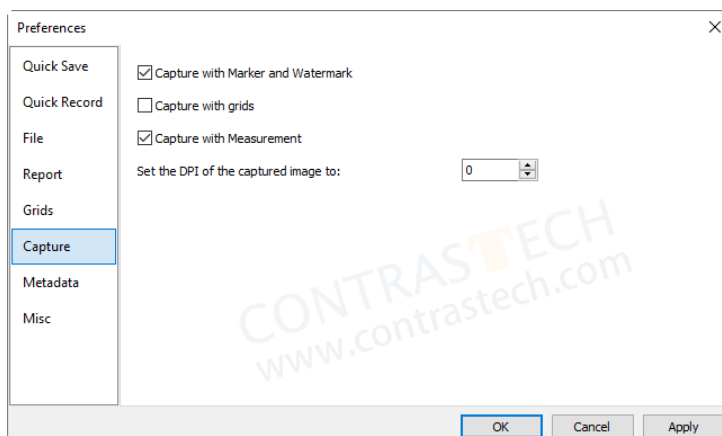 Preferences
Quick Save
Quick Record
File
Report
Grids
Capture
Metadata
Misc
Capture with Marker and Watermark
Capture with grids
Capture with Measurement
Set the DPI of the captured image to: 0
CONTRASTECH
www.contrastech.com
OK Cancel Apply